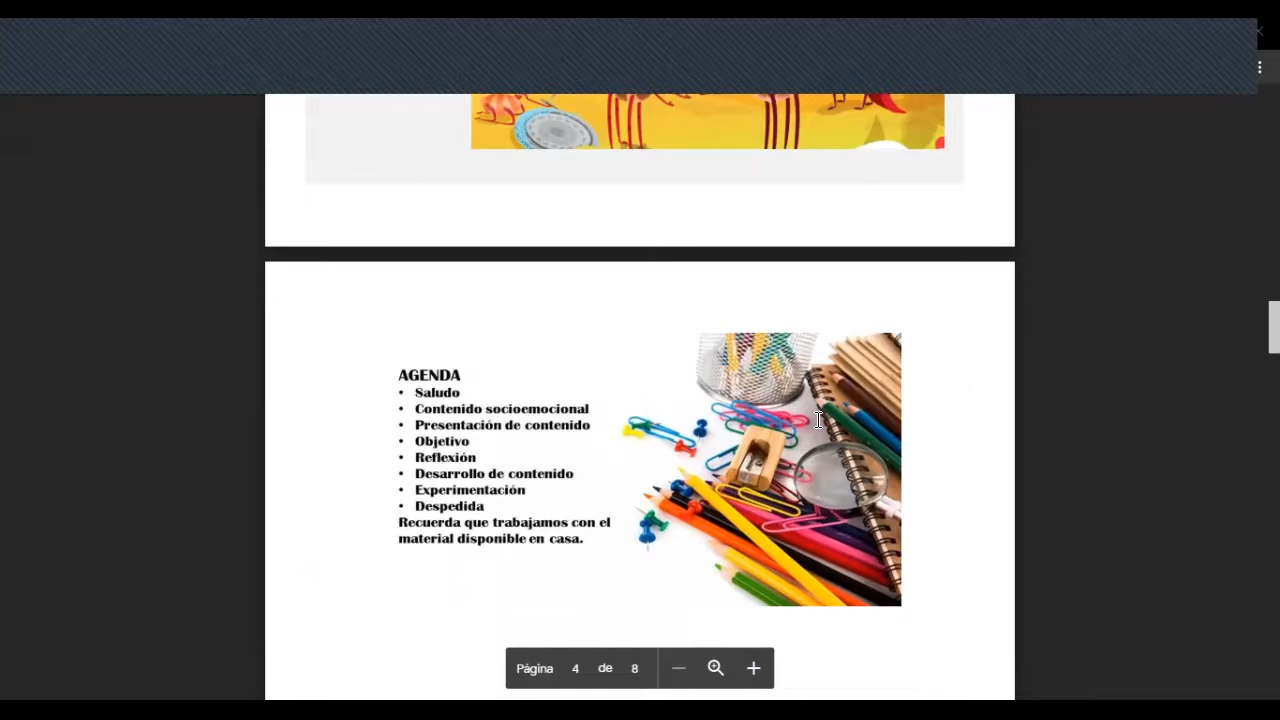 AGENDA
• Saludo
• Contenido socioemocional
• Presentación de contenido
• Objetivo
• Reflexión
• Desarrollo de contenido
• Experimentación
• Despedida
Recuerda que trabajamos con el
material disponible en casa.
Página 4 de 8